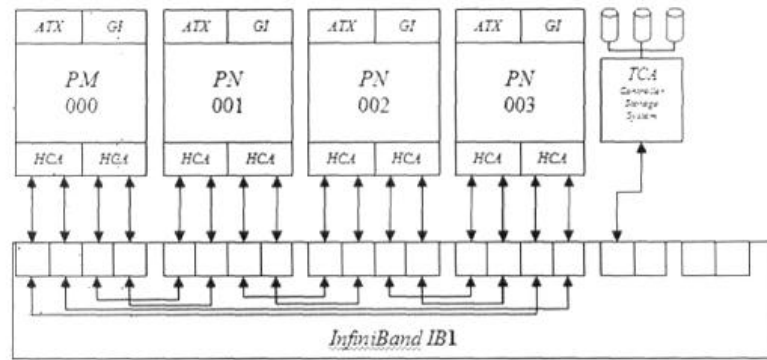 ATX GI ATX GI ATX GI ATX GI
PM PN PN PN TCA
000 001 002 003 Controller
Storage
System
HCA HCA HCA HCA HCA HCA HCA HCA
InfiniBand IB1